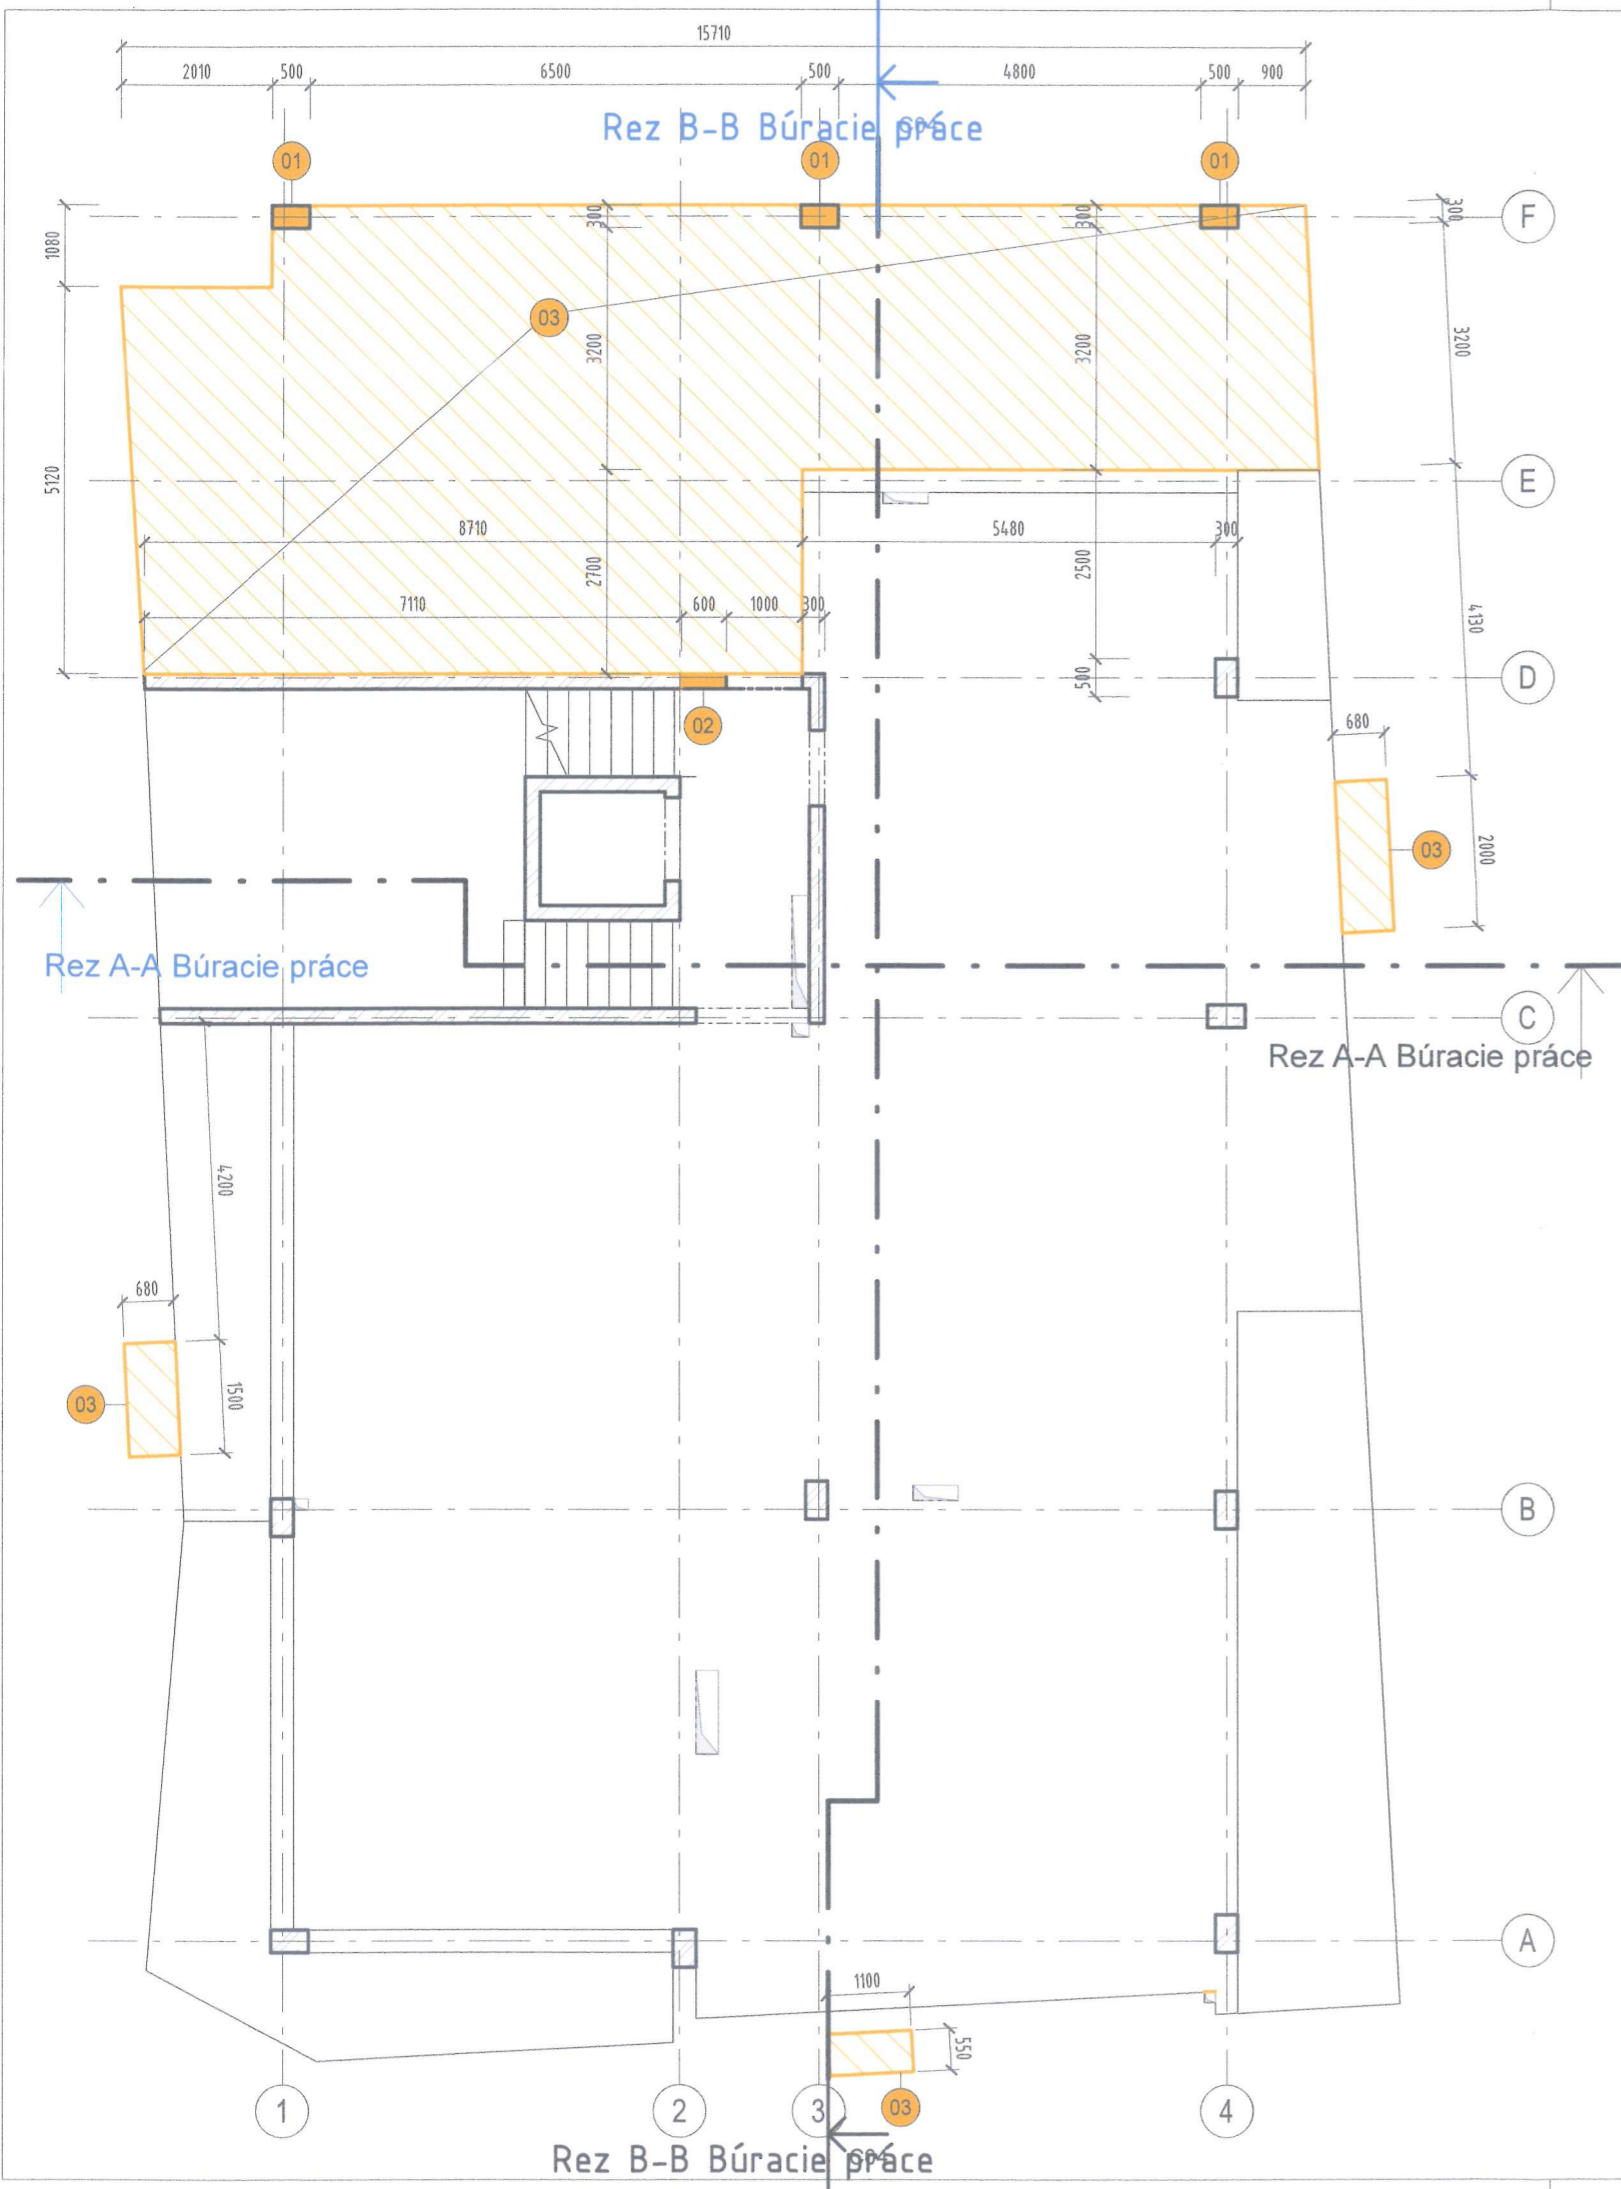 15710
2010 500 6500 500 4800 500 900
Rez B-B Búracie práce
01 01 01
300 300 300 F
1080
03
3200 3200 3200
5120 E
8710 5480 300
2700 2500
7110 600 1000 300 4130
500 D
02 680
03 2000
Rez A-A Búracie práce
C
Rez A-A Búracie práce
4200
680
03 1500
B
A
1100
550
1 2 3 03 4
Rez B-B Búracie práce